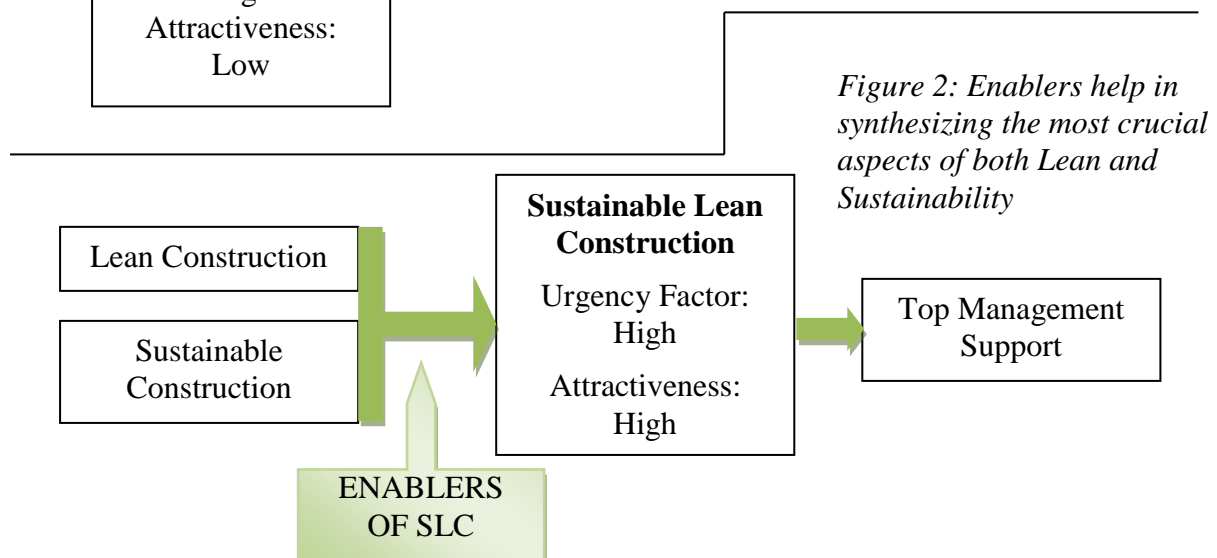 Attractiveness:
Low
Figure 2: Enablers help in
synthesizing the most crucial
aspects of both Lean and
Sustainability
Lean Construction
Sustainable
Construction
Sustainable Lean
Construction
Urgency Factor:
High
Attractiveness:
High
Top Management
Support
ENABLERS
OF SLC